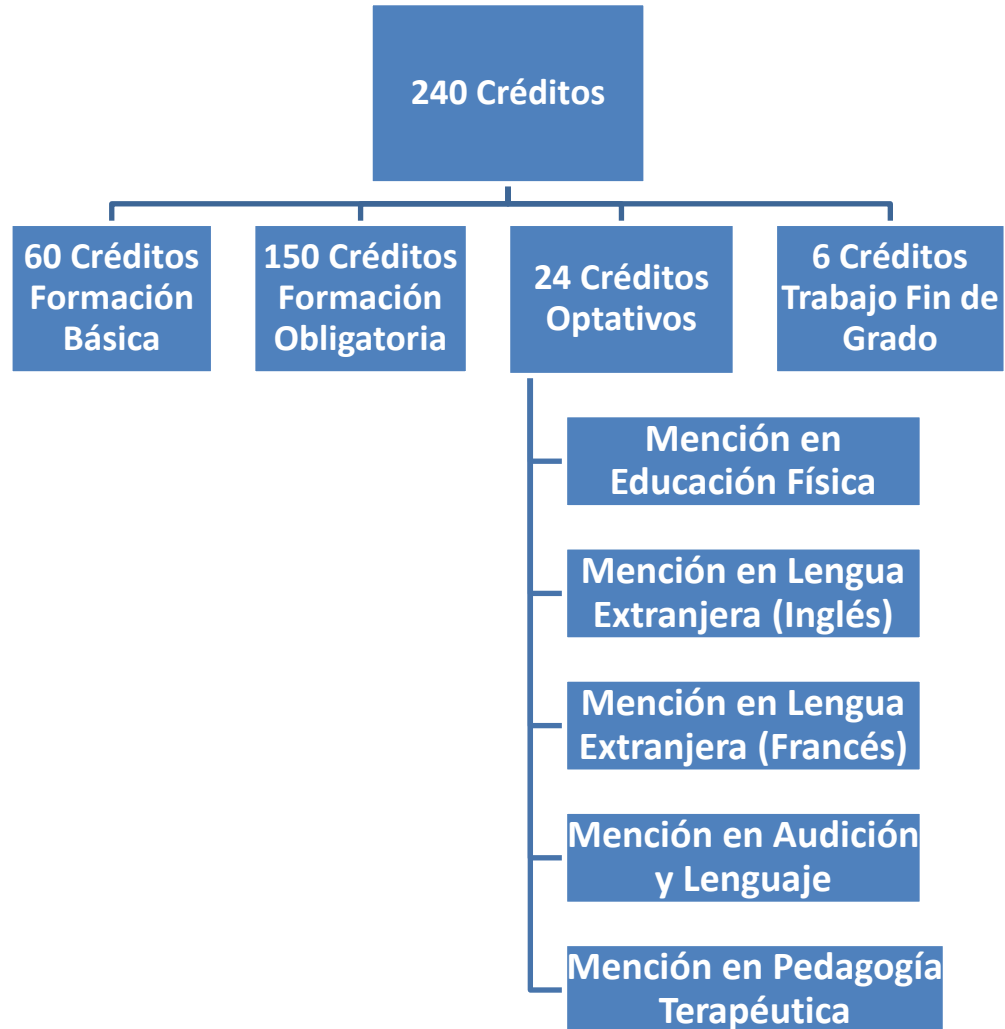 240 Créditos
60 Créditos
Formación
Básica
150 Créditos
Formación
Obligatoria
24 Créditos
Optativos
6 Créditos
Trabajo Fin de
Grado
Mención en
Educación Física
Mención en Lengua
Extranjera (Inglés)
Mención en Lengua
Extranjera (Francés)
Mención en Audición
y Lenguaje
Mención en Pedagogía
Terapéutica